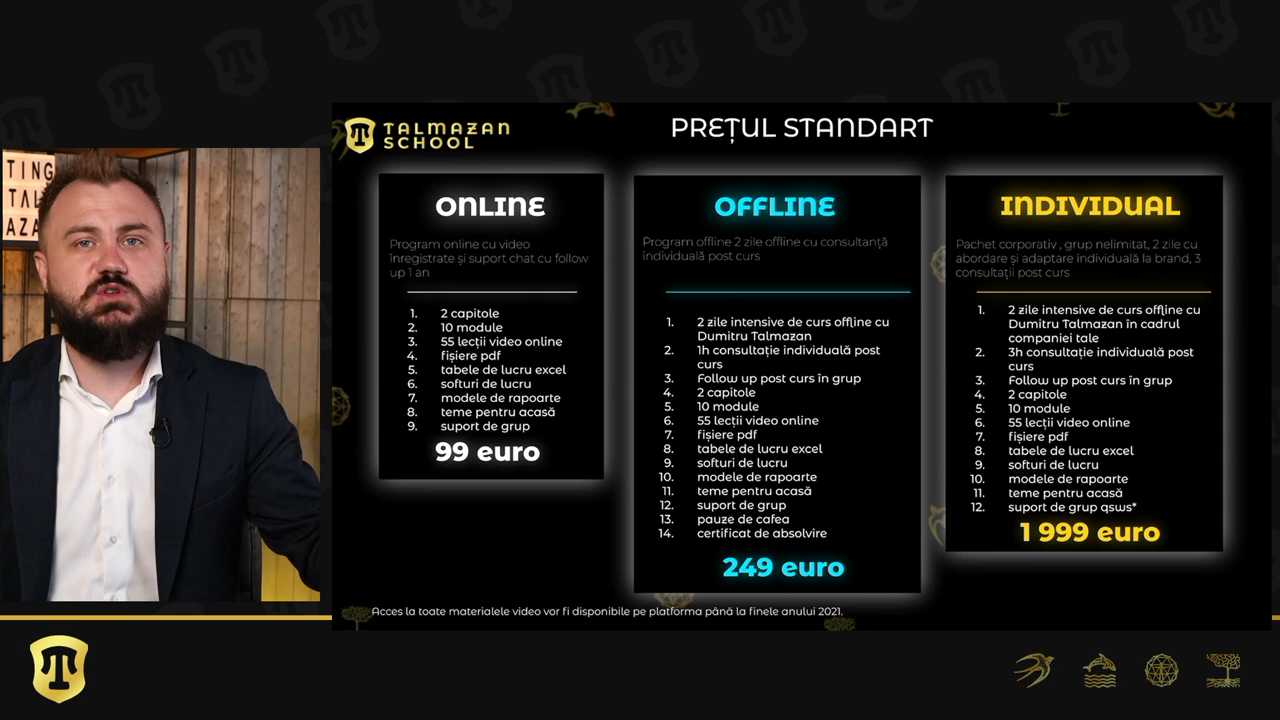 TING
TAL
AZA
TALMAZAN
SCHOOL
PREȚUL STANDART
ONLINE
Program online cu video
înregistrate și suport chat cu follow
up 1 an
1. 2 capitole
2. 10 module
3. 55 lecții video online
4. fișiere pdf
5. tabele de lucru excel
6. softuri de lucru
7. modele de rapoarte
8. teme pentru acasă
9. suport de grup
99 euro
OFFLINE
Program offline 2 zile offline cu consultanță
individuală post curs
1. 2 zile intensive de curs offline cu
Dumitru Talmazan
2. 1h consultație individuală post
curs
3. Follow up post curs în grup
4. 2 capitole
5. 10 module
6. 55 lecții video online
7. fișiere pdf
8. tabele de lucru excel
9. softuri de lucru
10. modele de rapoarte
11. teme pentru acasă
12. suport de grup
13. pauze de cafea
14. certificat de absolvire
249 euro
INDIVIDUAL
Pachet corporativ , grup nelimitat, 2 zile cu
abordare și adaptare individuală la brand, 3
consultații post curs
1. 2 zile intensive de curs offline cu
Dumitru Talmazan în cadrul
companiei tale
2. 3h consultație individuală post
curs
3. Follow up post curs în grup
4. 2 capitole
5. 10 module
6. 55 lecții video online
7. fișiere pdf
8. tabele de lucru excel
9. softuri de lucru
10. modele de rapoarte
11. teme pentru acasă
12. suport de grup qsws*
1 999 euro
Acces la toate materialele video vor fi disponibile pe platforma până la finele anului 2021.